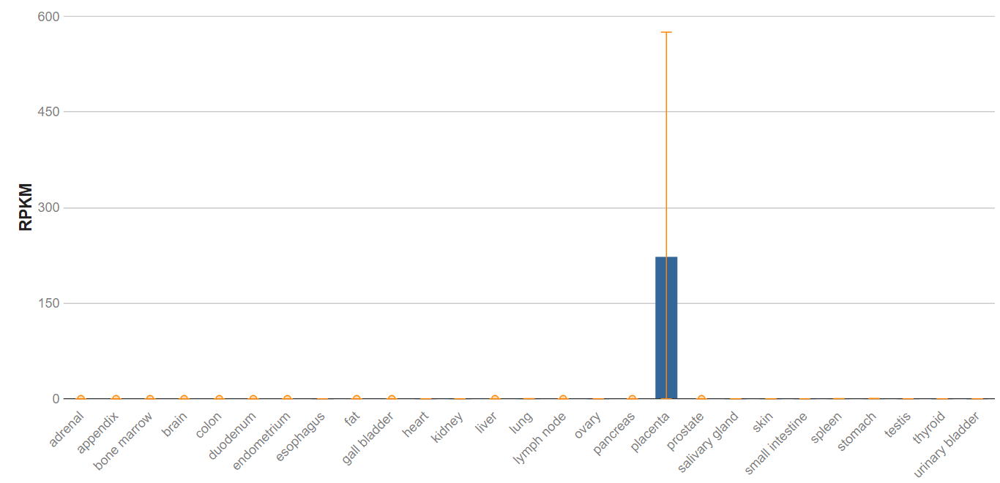 600
450
300
150
0
RPKM
adrenal
appendix
bone marrow
brain
colon
duodenum
endometrium
esophagus
fat
gall bladder
heart
kidney
liver
lung
lymph node
ovary
pancreas
placenta
prostate
salivary gland
skin
small intestine
spleen
stomach
testis
thyroid
urinary bladder